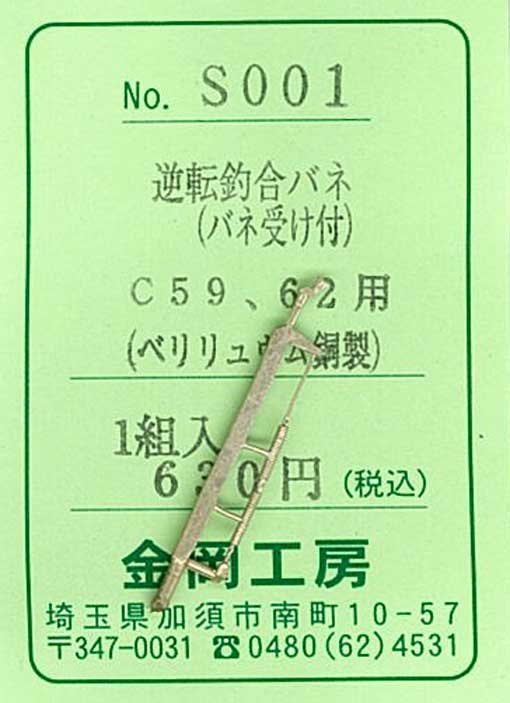 No. S001
逆転釣合バネ
(バネ受け付)
C59、62用
(ベリリュウム銅製)
1組入
630円 (税込)
金岡工房
埼玉県加須市南町10-57
〒347-0031 ☎0480(62)4531